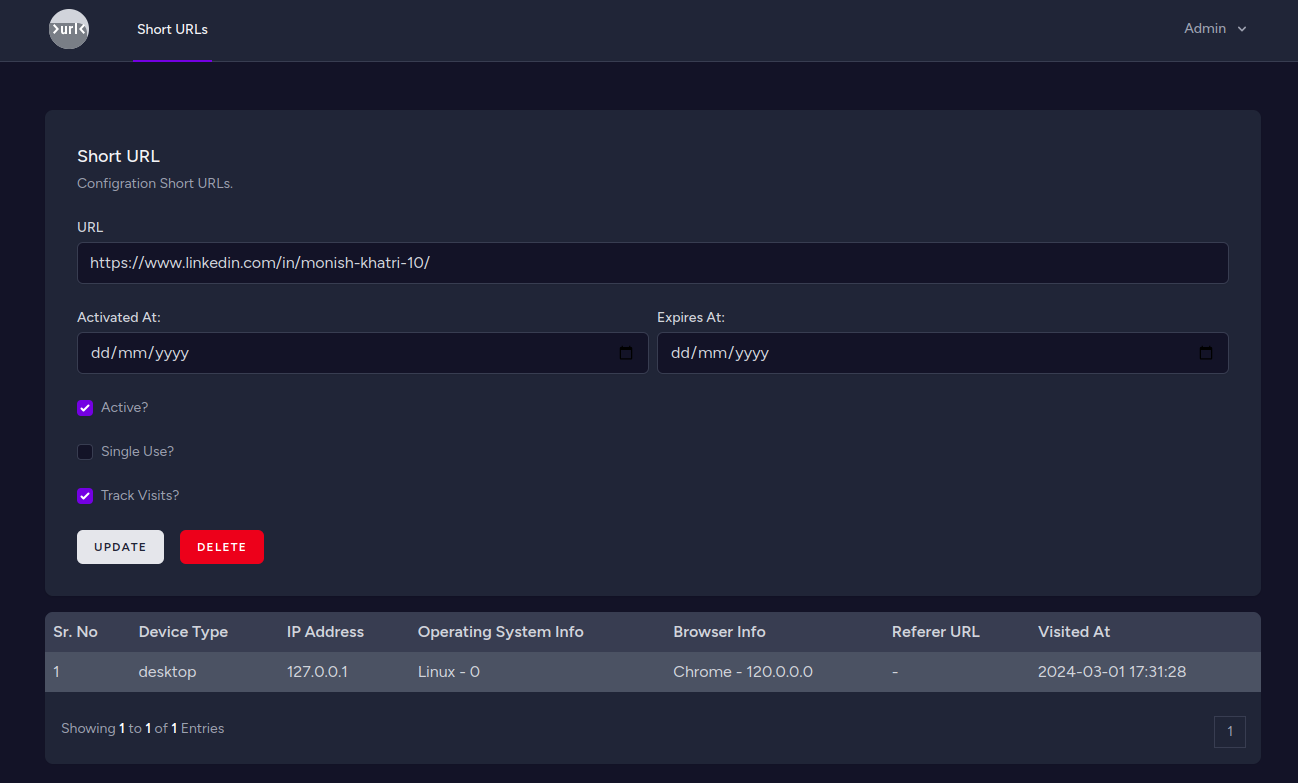 >url<
Short URLs
Admin
Short URL
Configration Short URLs.
URL
https://www.linkedin.com/in/monish-khatri-10/
Activated At: Expires At:
dd/mm/yyyy dd/mm/yyyy
Active?
Single Use?
Track Visits?
UPDATE DELETE
Sr. No Device Type IP Address Operating System Info Browser Info Referer URL Visited At
1 desktop 127.0.0.1 Linux - 0 Chrome - 120.0.0.0 - 2024-03-01 17:31:28
Showing 1 to 1 of 1 Entries
1